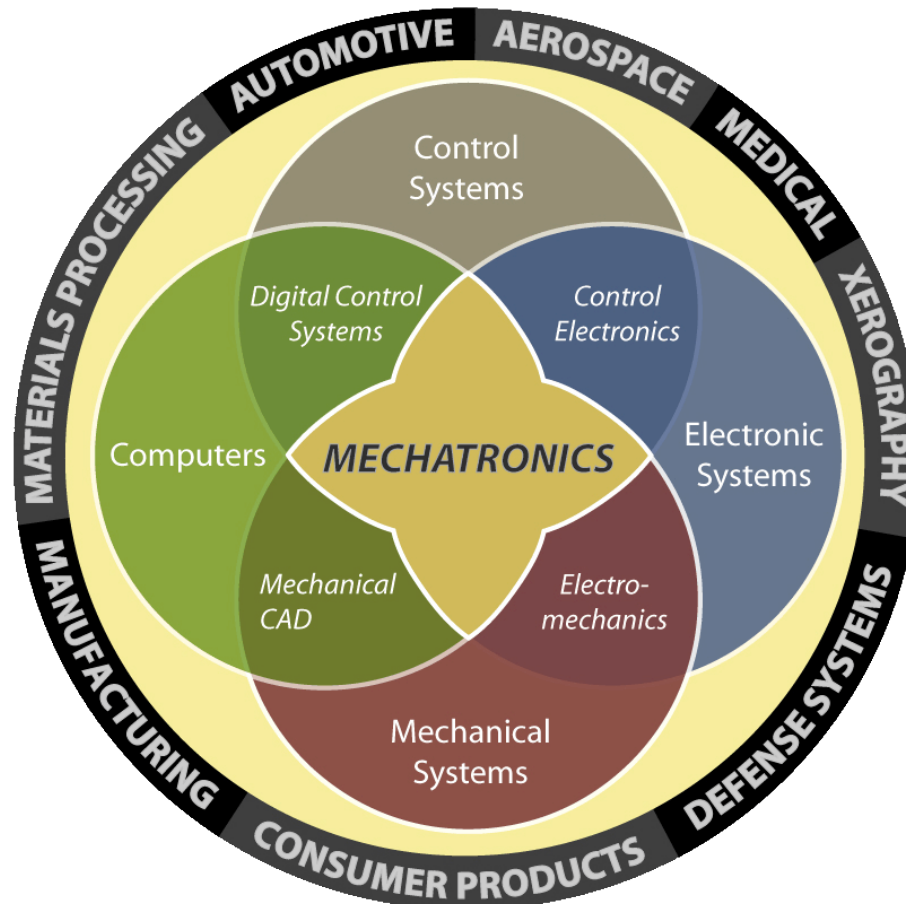 AUTOMOTIVE
AEROSPACE
MEDICAL
XEROGRAPHY
DEFENSE SYSTEMS
CONSUMER PRODUCTS
MANUFACTURING
MATERIALS PROCESSING
Control
Systems
Digital Control
Systems
Control
Electronics
Computers
MECHATRONICS
Electronic
Systems
Mechanical
CAD
Electro-
mechanics
Mechanical
Systems